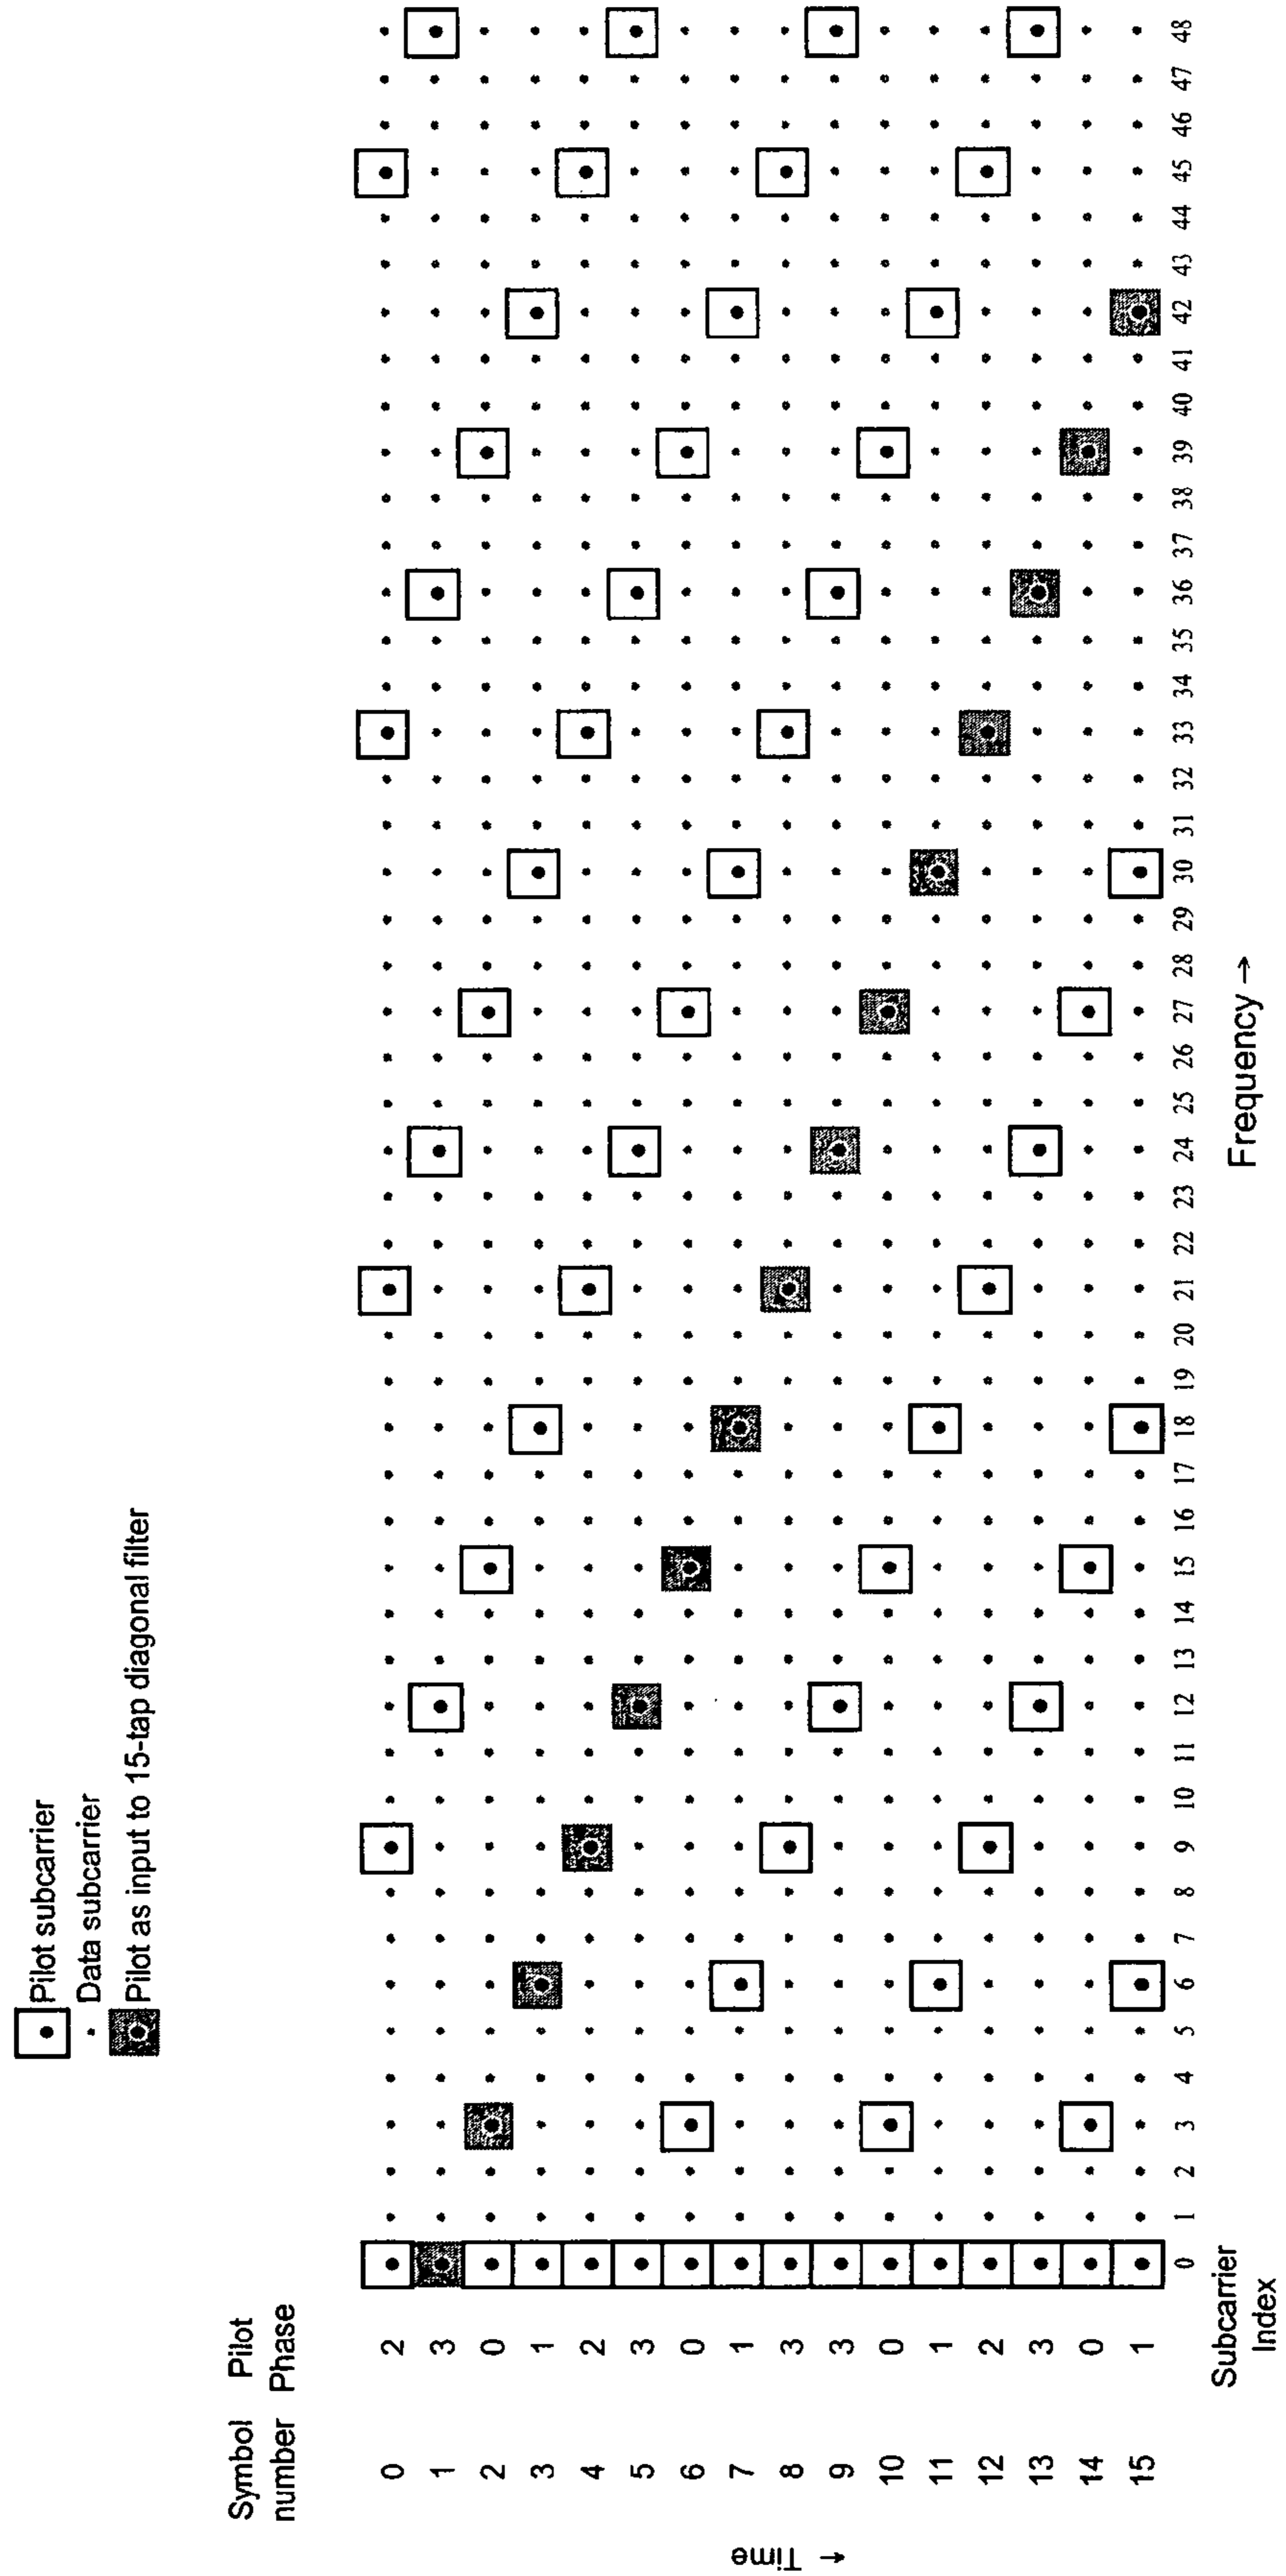 Pilot subcarrier
Data subcarrier
Pilot as input to 15-tap diagonal filter
Symbol number Pilot Phase
0 2
1 3
2 0
3 1
4 2
5 3
6 0
7 1
8 3
9 3
10 0
11 1
12 2
13 3
14 0
15 1
← Time
Subcarrier Index
0 1 2 3 4 5 6 7 8 9 10 11 12 13 14 15 16 17 18 19 20 21 22 23 24 25 26 27 28 29 30 31 32 33 34 35 36 37 38 39 40 41 42 43 44 45 46 47 48
Frequency →